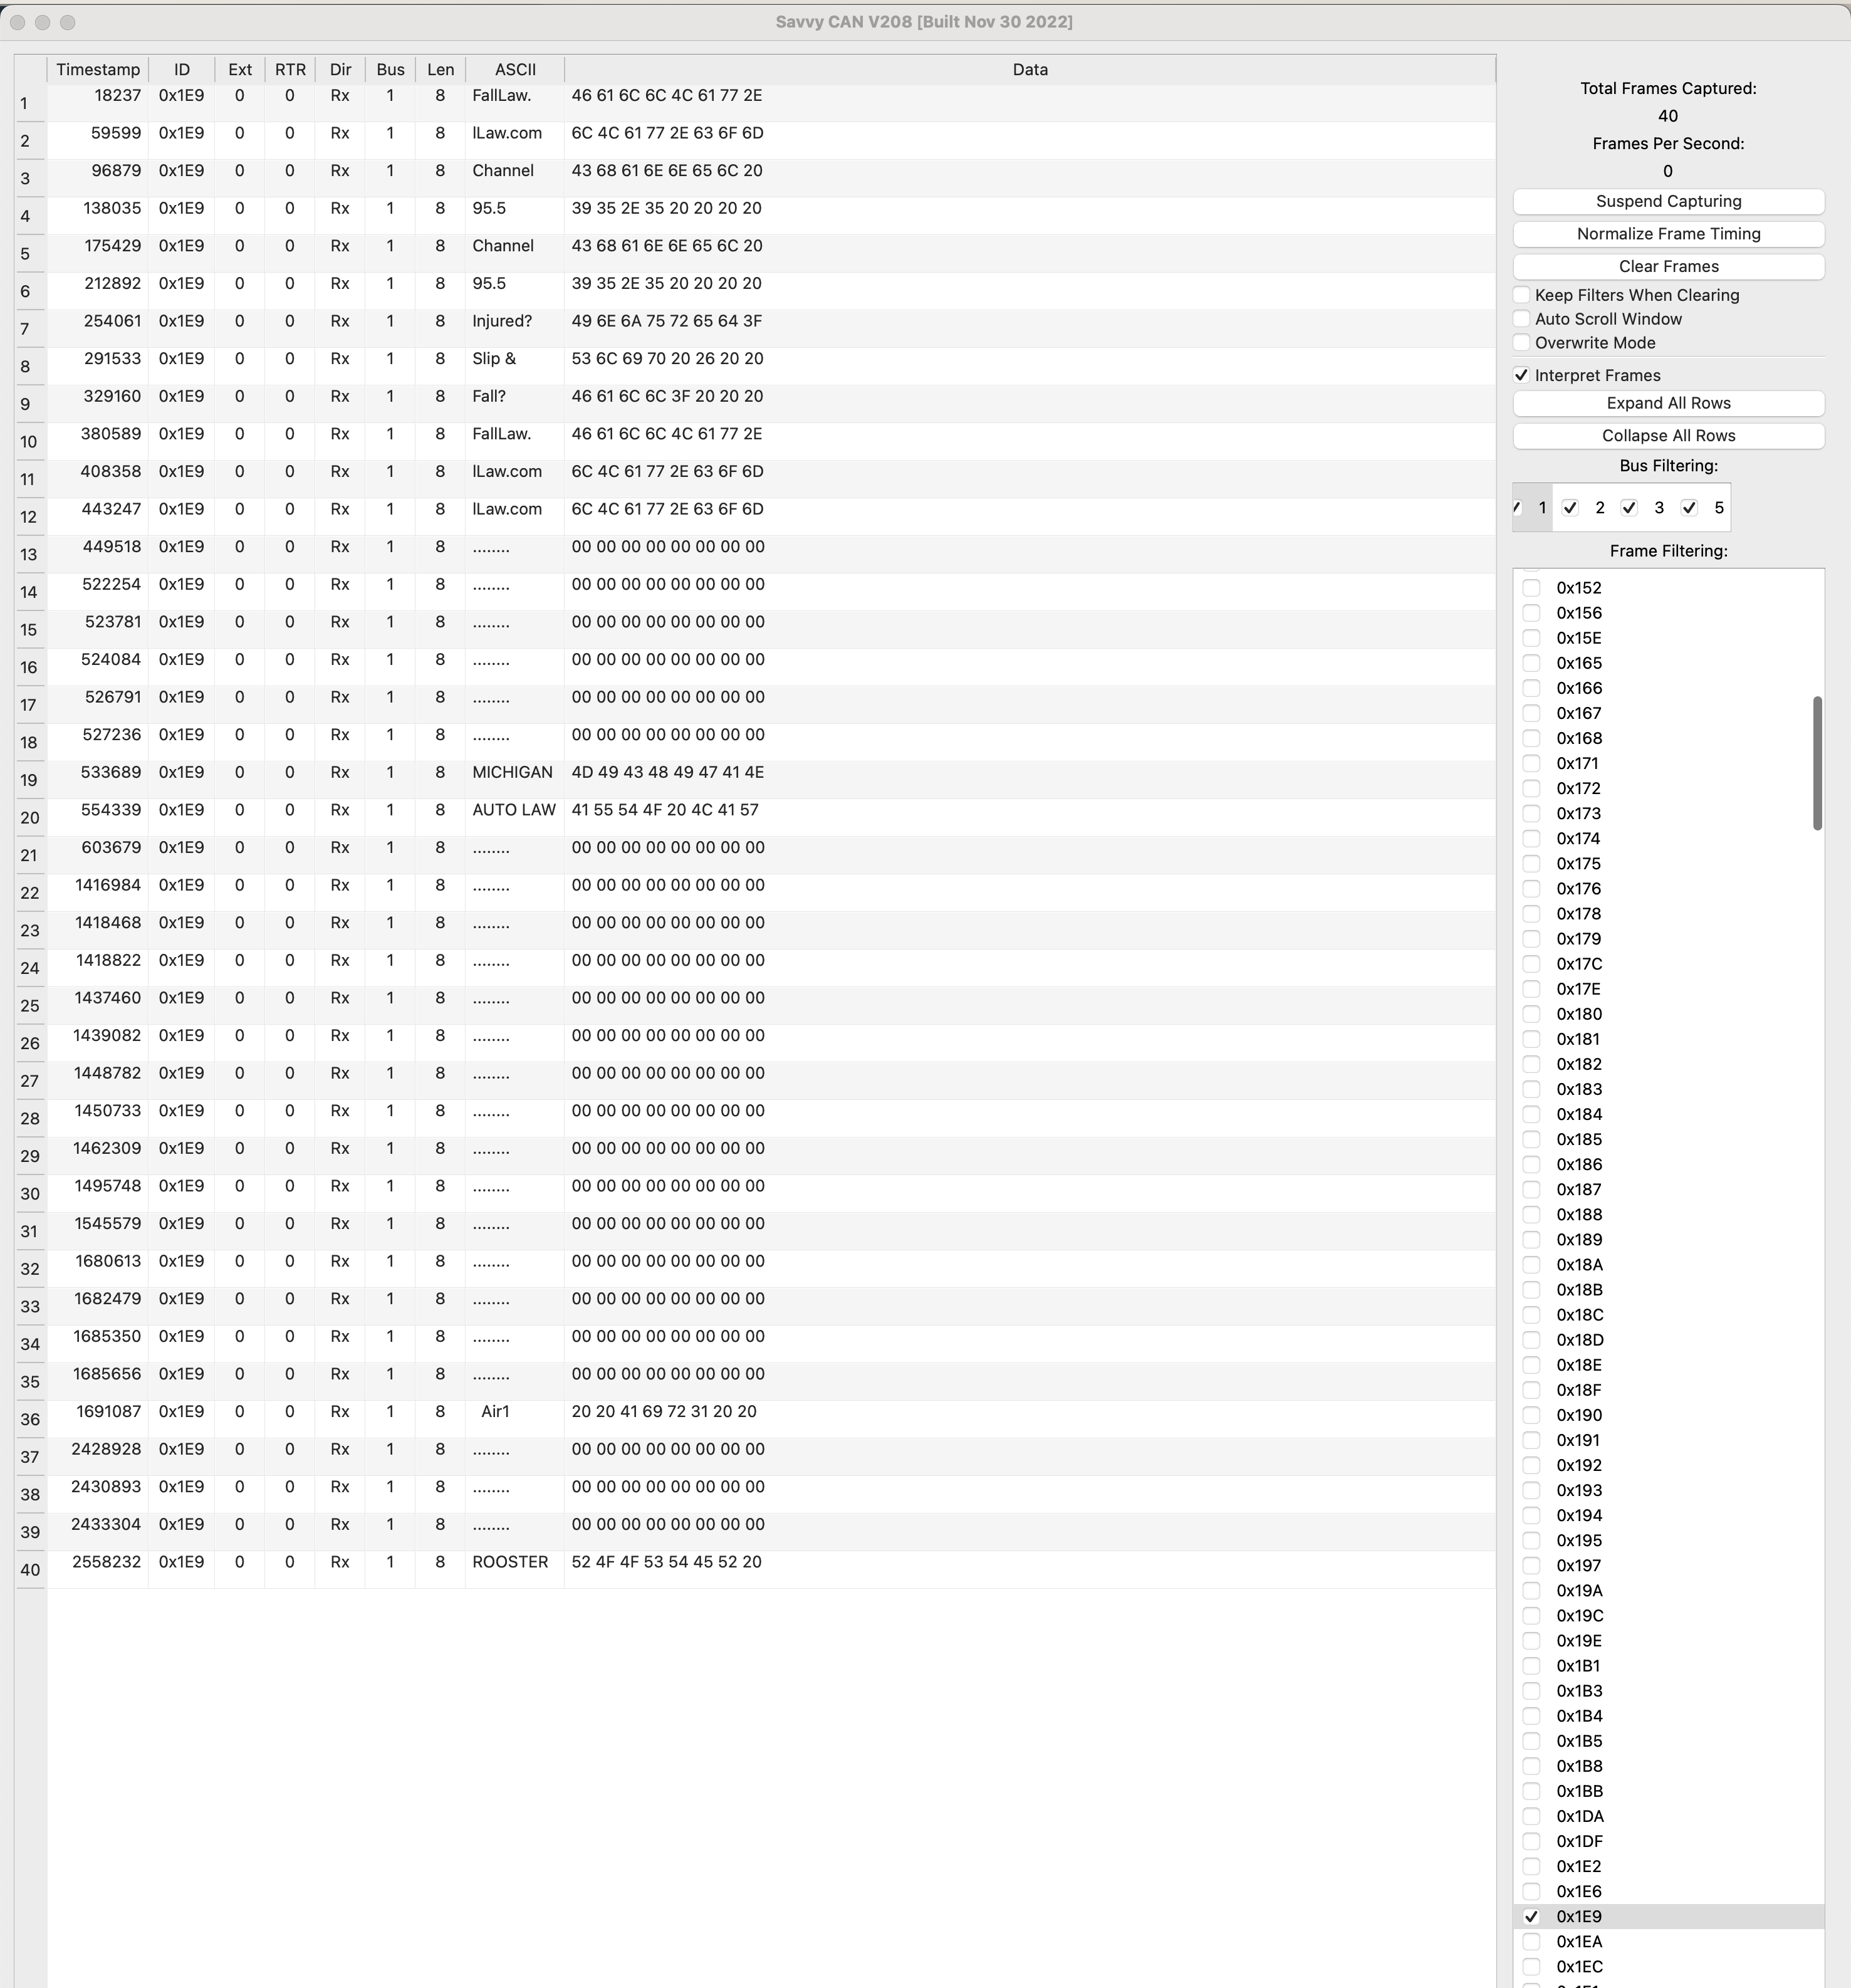 Savvy CAN V208 [Built Nov 30 2022]
Timestamp ID Ext RTR Dir Bus Len ASCII Data
1 18237 0x1E9 0 0 Rx 1 8 FallLaw. 46 61 6C 6C 4C 61 77 2E
2 59599 0x1E9 0 0 Rx 1 8 lLaw.com 6C 4C 61 77 2E 63 6F 6D
3 96879 0x1E9 0 0 Rx 1 8 Channel 43 68 61 6E 6E 65 6C 20
4 138035 0x1E9 0 0 Rx 1 8 95.5 39 35 2E 35 20 20 20 20
5 175429 0x1E9 0 0 Rx 1 8 Channel 43 68 61 6E 6E 65 6C 20
6 212892 0x1E9 0 0 Rx 1 8 95.5 39 35 2E 35 20 20 20 20
7 254061 0x1E9 0 0 Rx 1 8 Injured? 49 6E 6A 75 72 65 64 3F
8 291533 0x1E9 0 0 Rx 1 8 Slip & 53 6C 69 70 20 26 20 20
9 329160 0x1E9 0 0 Rx 1 8 Fall? 46 61 6C 6C 3F 20 20 20
10 380589 0x1E9 0 0 Rx 1 8 FallLaw. 46 61 6C 6C 4C 61 77 2E
11 408358 0x1E9 0 0 Rx 1 8 lLaw.com 6C 4C 61 77 2E 63 6F 6D
12 443247 0x1E9 0 0 Rx 1 8 lLaw.com 6C 4C 61 77 2E 63 6F 6D
13 449518 0x1E9 0 0 Rx 1 8 ........ 00 00 00 00 00 00 00 00
14 522254 0x1E9 0 0 Rx 1 8 ........ 00 00 00 00 00 00 00 00
15 523781 0x1E9 0 0 Rx 1 8 ........ 00 00 00 00 00 00 00 00
16 524084 0x1E9 0 0 Rx 1 8 ........ 00 00 00 00 00 00 00 00
17 526791 0x1E9 0 0 Rx 1 8 ........ 00 00 00 00 00 00 00 00
18 527236 0x1E9 0 0 Rx 1 8 ........ 00 00 00 00 00 00 00 00
19 533689 0x1E9 0 0 Rx 1 8 MICHIGAN 4D 49 43 48 49 47 41 4E
20 554339 0x1E9 0 0 Rx 1 8 AUTO LAW 41 55 54 4F 20 4C 41 57
21 603679 0x1E9 0 0 Rx 1 8 ........ 00 00 00 00 00 00 00 00
22 1416984 0x1E9 0 0 Rx 1 8 ........ 00 00 00 00 00 00 00 00
23 1418468 0x1E9 0 0 Rx 1 8 ........ 00 00 00 00 00 00 00 00
24 1418822 0x1E9 0 0 Rx 1 8 ........ 00 00 00 00 00 00 00 00
25 1437460 0x1E9 0 0 Rx 1 8 ........ 00 00 00 00 00 00 00 00
26 1439082 0x1E9 0 0 Rx 1 8 ........ 00 00 00 00 00 00 00 00
27 1448782 0x1E9 0 0 Rx 1 8 ........ 00 00 00 00 00 00 00 00
28 1450733 0x1E9 0 0 Rx 1 8 ........ 00 00 00 00 00 00 00 00
29 1462309 0x1E9 0 0 Rx 1 8 ........ 00 00 00 00 00 00 00 00
30 1495748 0x1E9 0 0 Rx 1 8 ........ 00 00 00 00 00 00 00 00
31 1545579 0x1E9 0 0 Rx 1 8 ........ 00 00 00 00 00 00 00 00
32 1680613 0x1E9 0 0 Rx 1 8 ........ 00 00 00 00 00 00 00 00
33 1682479 0x1E9 0 0 Rx 1 8 ........ 00 00 00 00 00 00 00 00
34 1685350 0x1E9 0 0 Rx 1 8 ........ 00 00 00 00 00 00 00 00
35 1685656 0x1E9 0 0 Rx 1 8 ........ 00 00 00 00 00 00 00 00
36 1691087 0x1E9 0 0 Rx 1 8 Air1 20 20 41 69 72 31 20 20
37 2428928 0x1E9 0 0 Rx 1 8 ........ 00 00 00 00 00 00 00 00
38 2430893 0x1E9 0 0 Rx 1 8 ........ 00 00 00 00 00 00 00 00
39 2433304 0x1E9 0 0 Rx 1 8 ........ 00 00 00 00 00 00 00 00
40 2558232 0x1E9 0 0 Rx 1 8 ROOSTER 52 4F 4F 53 54 45 52 20
Total Frames Captured:
40
Frames Per Second:
0
Suspend Capturing
Normalize Frame Timing
Clear Frames
Keep Filters When Clearing
Auto Scroll Window
Overwrite Mode
Interpret Frames
Expand All Rows
Collapse All Rows
Bus Filtering:
1 2 3 5
Frame Filtering:
0x152
0x156
0x15E
0x165
0x166
0x167
0x168
0x171
0x172
0x173
0x174
0x175
0x176
0x178
0x179
0x17C
0x17E
0x180
0x181
0x182
0x183
0x184
0x185
0x186
0x187
0x188
0x189
0x18A
0x18B
0x18C
0x18D
0x18E
0x18F
0x190
0x191
0x192
0x193
0x194
0x195
0x197
0x19A
0x19C
0x19E
0x1B1
0x1B3
0x1B4
0x1B5
0x1B8
0x1BB
0x1DA
0x1DF
0x1E2
0x1E6
0x1E9
0x1EA
0x1EC